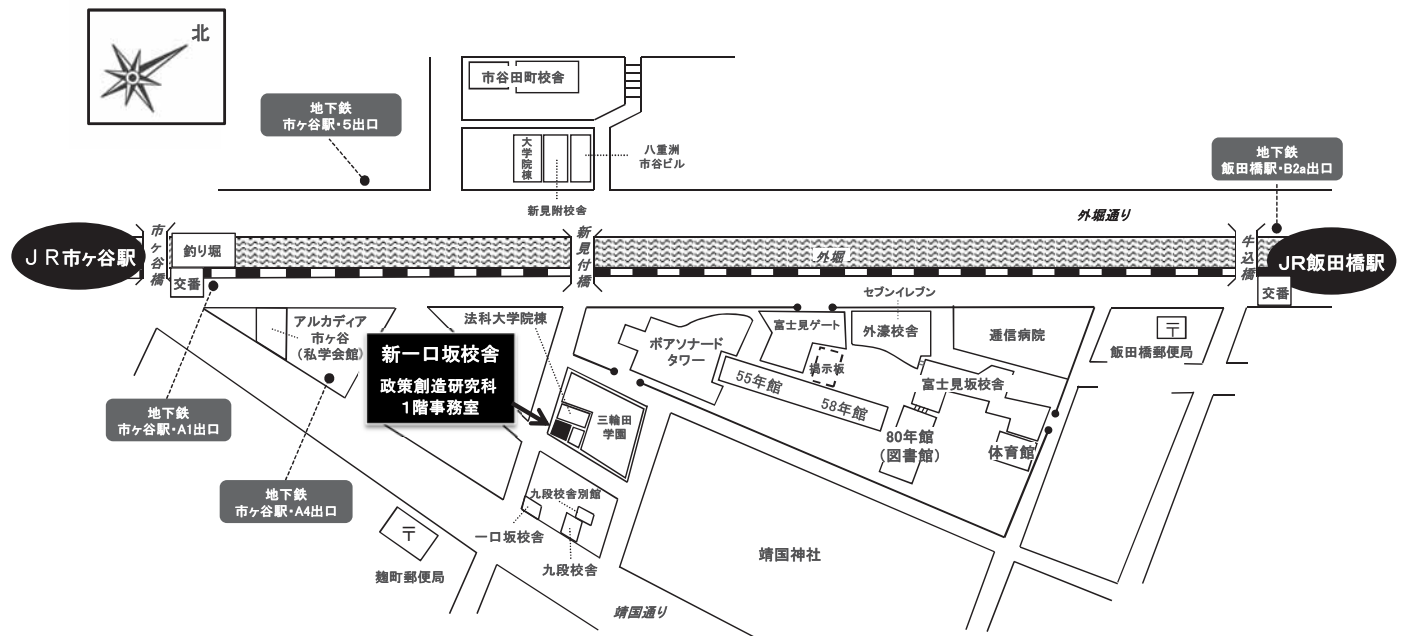 北
市谷田町校舎
地下鉄
市ヶ谷駅・5出口
大学院棟
八重洲
市谷ビル
新見附校舎
地下鉄
飯田橋駅・B2a出口
外堀通り
JR市ヶ谷駅
市ヶ谷橋
釣り堀
交番
新見付橋
外堀
牛込橋
JR飯田橋駅
交番
セブンイレブン
アルカディア
市ヶ谷
(私学会館)
法科大学院棟
ボアソナード
タワー
富士見ゲート
外濠校舎
逓信病院
〒
飯田橋郵便局
新一口坂校舎
政策創造研究科
1階事務室
掲示板
55年館
58年館
富士見坂校舎
地下鉄
市ヶ谷駅・A1出口
三輪田
学園
80年館
(図書館)
体育館
地下鉄
市ヶ谷駅・A4出口
九段校舎別館
〒
一口坂校舎
麹町郵便局
九段校舎
靖国神社
靖国通り